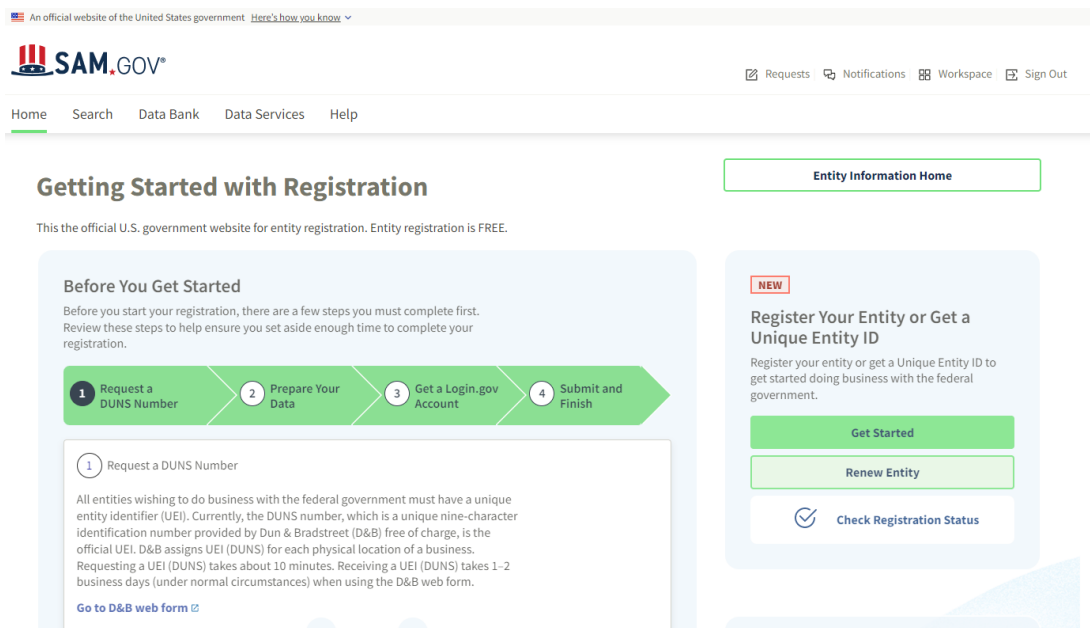 An official website of the United States government Here's how you know
SAM.GOV®
Requests Notifications Workspace Sign Out
Home Search Data Bank Data Services Help
Getting Started with Registration
Entity Information Home
This the official U.S. government website for entity registration. Entity registration is FREE.
Before You Get Started
Before you start your registration, there are a few steps you must complete first.
Review these steps to help ensure you set aside enough time to complete your
registration.
1 Request a
DUNS Number
2 Prepare Your
Data
3 Get a Login.gov
Account
4 Submit and
Finish
1 Request a DUNS Number
All entities wishing to do business with the federal government must have a unique
entity identifier (UEI). Currently, the DUNS number, which is a unique nine-character
identification number provided by Dun & Bradstreet (D&B) free of charge, is the
official UEI. D&B assigns UEI (DUNS) for each physical location of a business.
Requesting a UEI (DUNS) takes about 10 minutes. Receiving a UEI (DUNS) takes 1–2
business days (under normal circumstances) when using the D&B web form.
Go to D&B web form
NEW
Register Your Entity or Get a
Unique Entity ID
Register your entity or get a Unique Entity ID to
get started doing business with the federal
government.
Get Started
Renew Entity
Check Registration Status